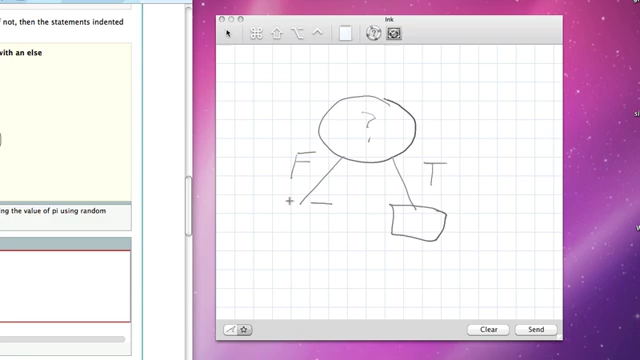 Ink
f not, then the statements indented
with an else
?
F
T
ing the value of pi using random
Clear
Send